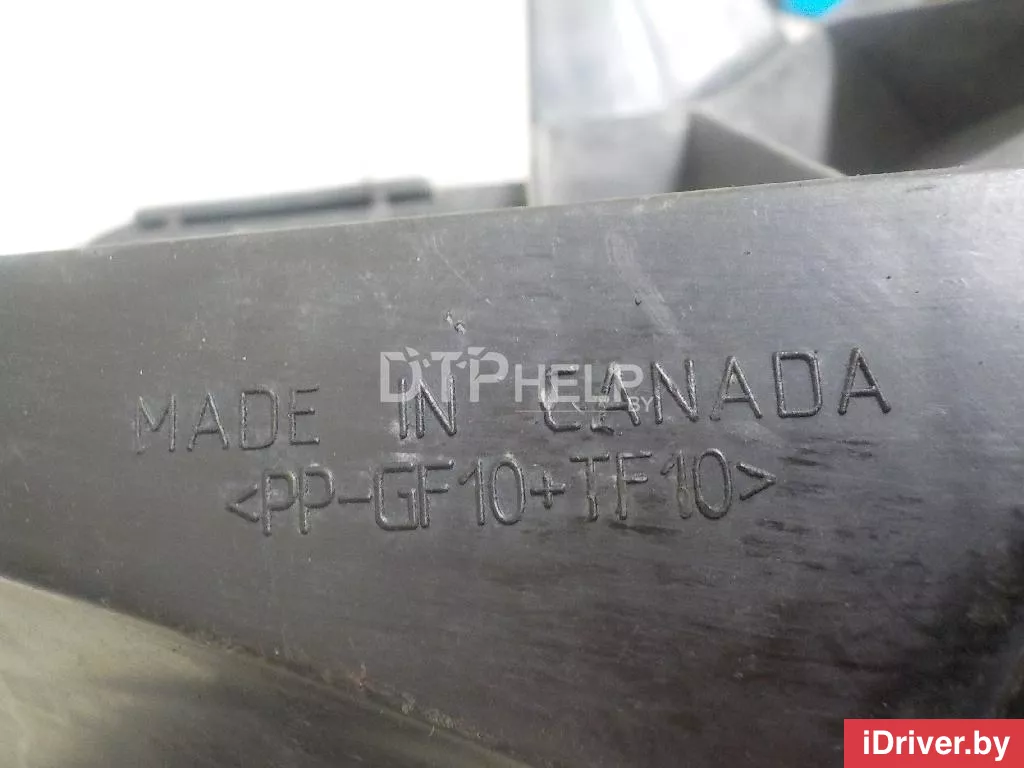 DTPHELP
.BY
MADE IN CANADA
<PP-GF10+TF10>
iDriver.by